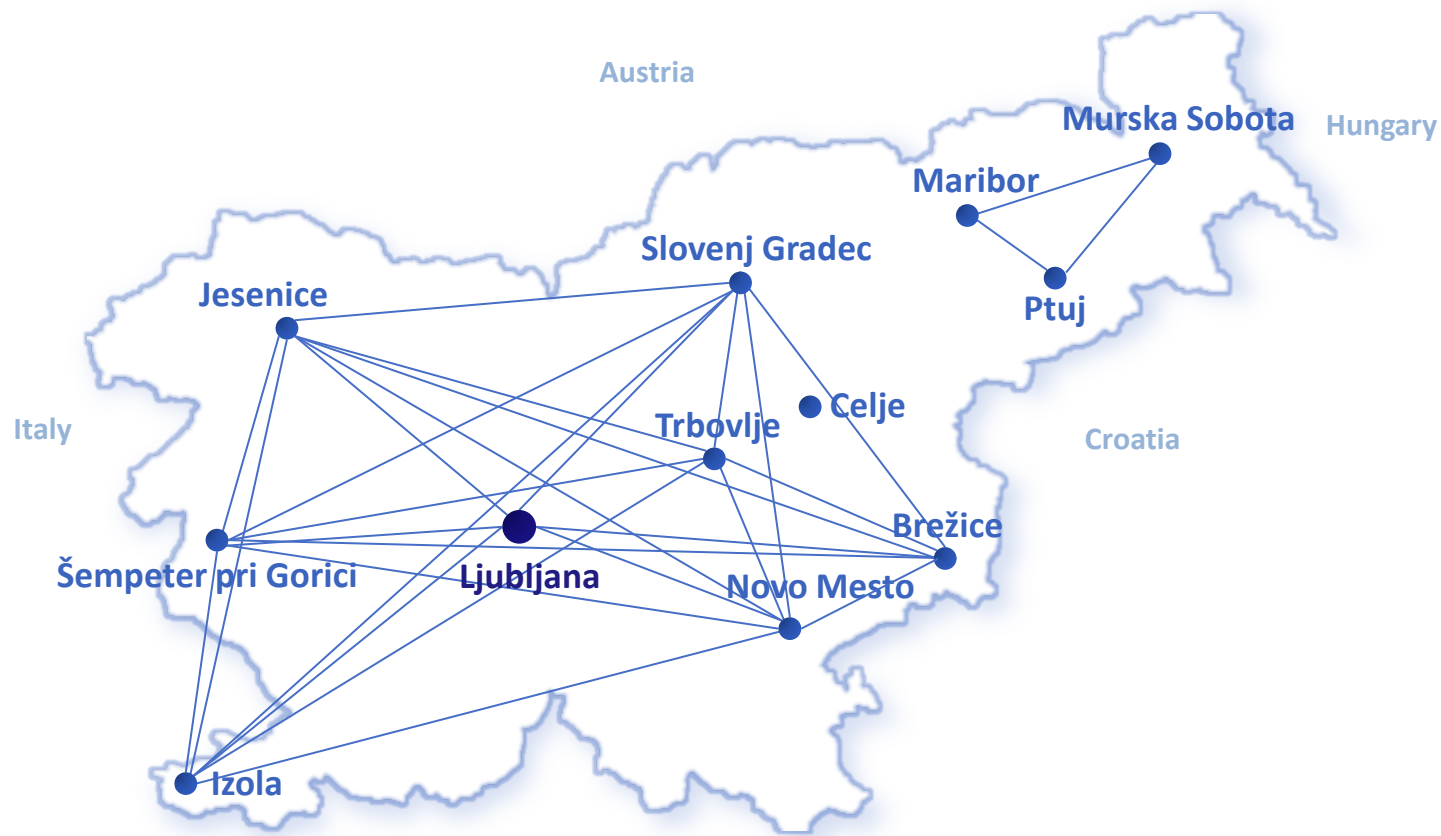 Austria
Murska Sobota
Hungary
Maribor
Slovenj Gradec
Jesenice
Ptuj
Celje
Trbovlje
Italy
Croatia
Brežice
Šempeter pri Gorici
Ljubljana
Novo Mesto
Izola